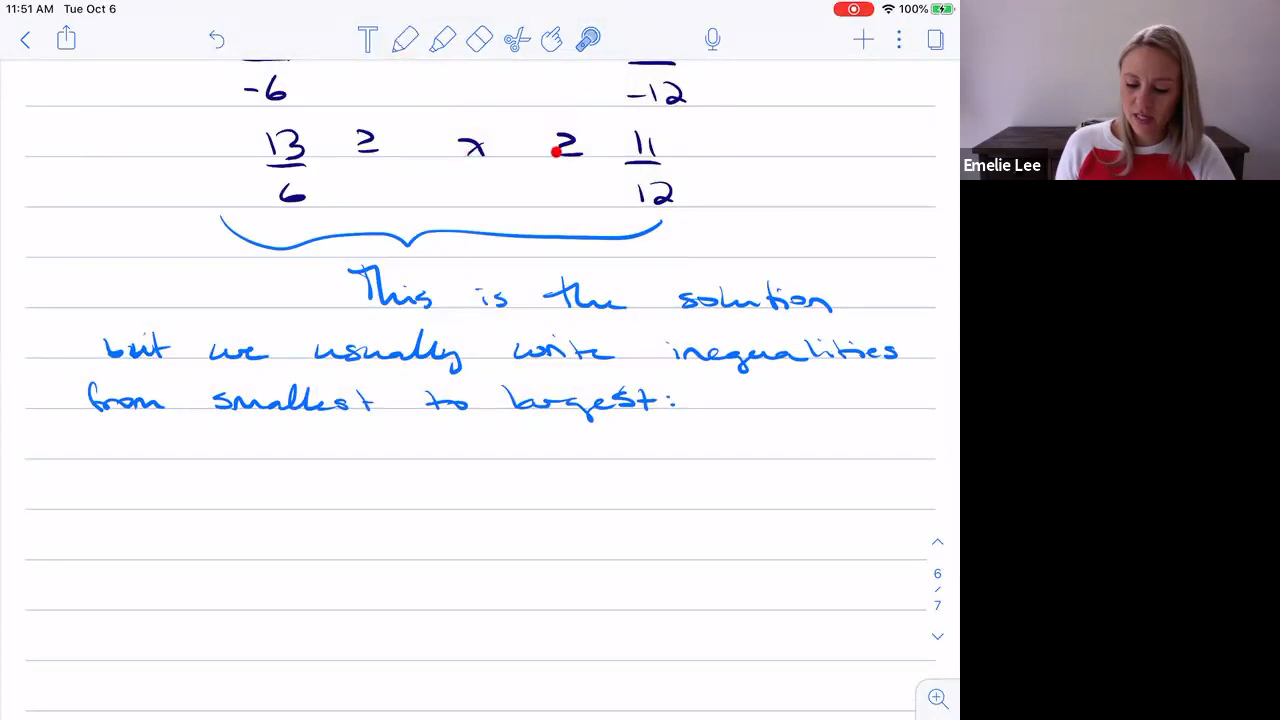 11:51 AM Tue Oct 6
100%
-6 -12
13 ≥ x ≥ 11
6 12
This is the solution
but we usually write inequalities
from smallest to largest:
Emelie Lee
6
/
7